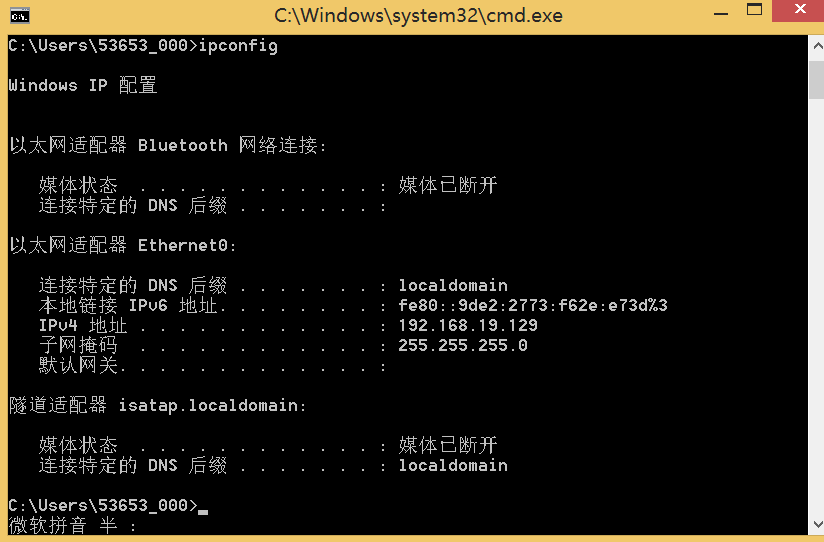 C:\Windows\system32\cmd.exe
C:\Users\53653_000>ipconfig
Windows IP 配置
以太网适配器 Bluetooth 网络连接:
媒体状态 . . . . . . . . . . . . : 媒体已断开
连接特定的 DNS 后缀 . . . . . . . :
以太网适配器 Ethernet0:
连接特定的 DNS 后缀 . . . . . . . : localdomain
本地链接 IPv6 地址. . . . . . . . : fe80::9de2:2773:f62e:e73d%3
IPv4 地址 . . . . . . . . . . . . : 192.168.19.129
子网掩码 . . . . . . . . . . . . : 255.255.255.0
默认网关. . . . . . . . . . . . . :
隧道适配器 isatap.localdomain:
媒体状态 . . . . . . . . . . . . : 媒体已断开
连接特定的 DNS 后缀 . . . . . . . : localdomain
C:\Users\53653_000>_
微软拼音 半 :